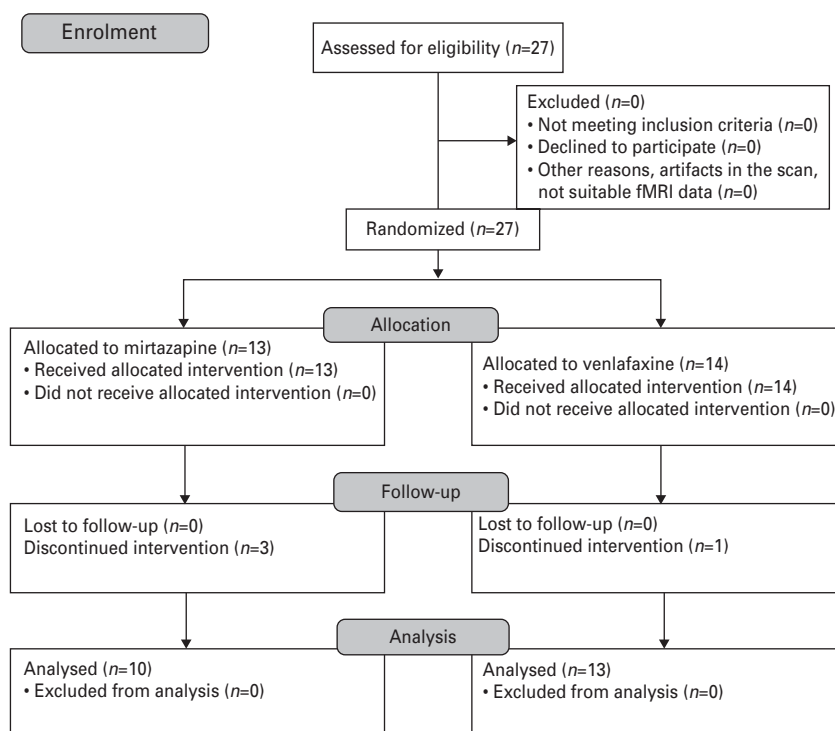 Enrolment
Assessed for eligibility (n=27)
Excluded (n=0)
• Not meeting inclusion criteria (n=0)
• Declined to participate (n=0)
• Other reasons, artifacts in the scan,
not suitable fMRI data (n=0)
Randomized (n=27)
Allocation
Allocated to mirtazapine (n=13)
• Received allocated intervention (n=13)
• Did not receive allocated intervention (n=0)
Allocated to venlafaxine (n=14)
• Received allocated intervention (n=14)
• Did not receive allocated intervention (n=0)
Follow-up
Lost to follow-up (n=0)
Discontinued intervention (n=3)
Lost to follow-up (n=0)
Discontinued intervention (n=1)
Analysis
Analysed (n=10)
• Excluded from analysis (n=0)
Analysed (n=13)
• Excluded from analysis (n=0)